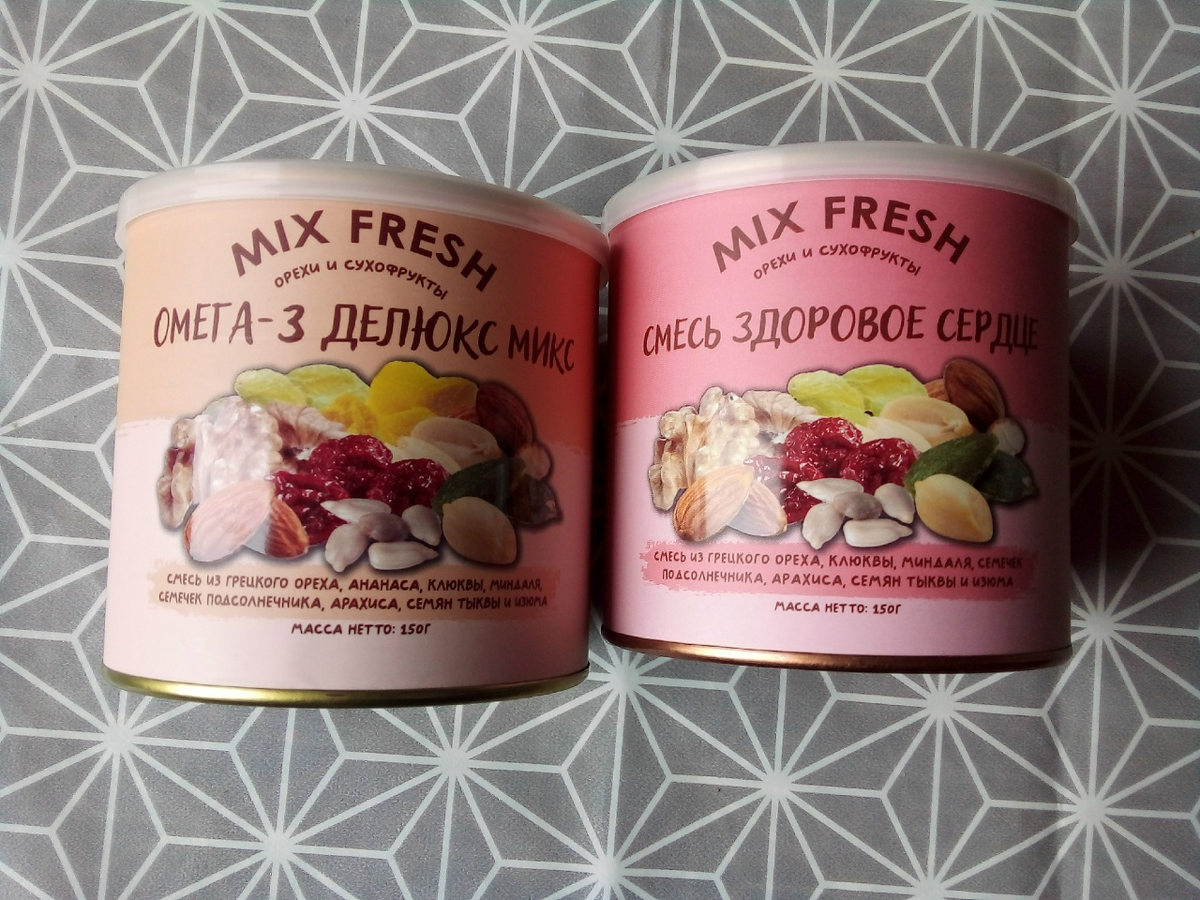 MIX FRESH
ОРЕХИ И СУХОФРУКТЫ
ОМЕГА-3 ДЕЛЮКС МИКС
СМЕСЬ ИЗ ГРЕЦКОГО ОРЕХА, АНАНАСА, КЛЮКВЫ, МИНДАЛЯ,
СЕМЕЧЕК ПОДСОЛНЕЧНИКА, АРАХИСА, СЕМЯН ТЫКВЫ И ИЗЮМА
МАССА НЕТТО: 150Г
MIX FRESH
ОРЕХИ И СУХОФРУКТЫ
СМЕСЬ ЗДОРОВОЕ СЕРДЦЕ
СМЕСЬ ИЗ ГРЕЦКОГО ОРЕХА, КЛЮКВЫ, МИНДАЛЯ, СЕМЕЧЕК
ПОДСОЛНЕЧНИКА, АРАХИСА, СЕМЯН ТЫКВЫ И ИЗЮМА
МАССА НЕТТО: 150Г